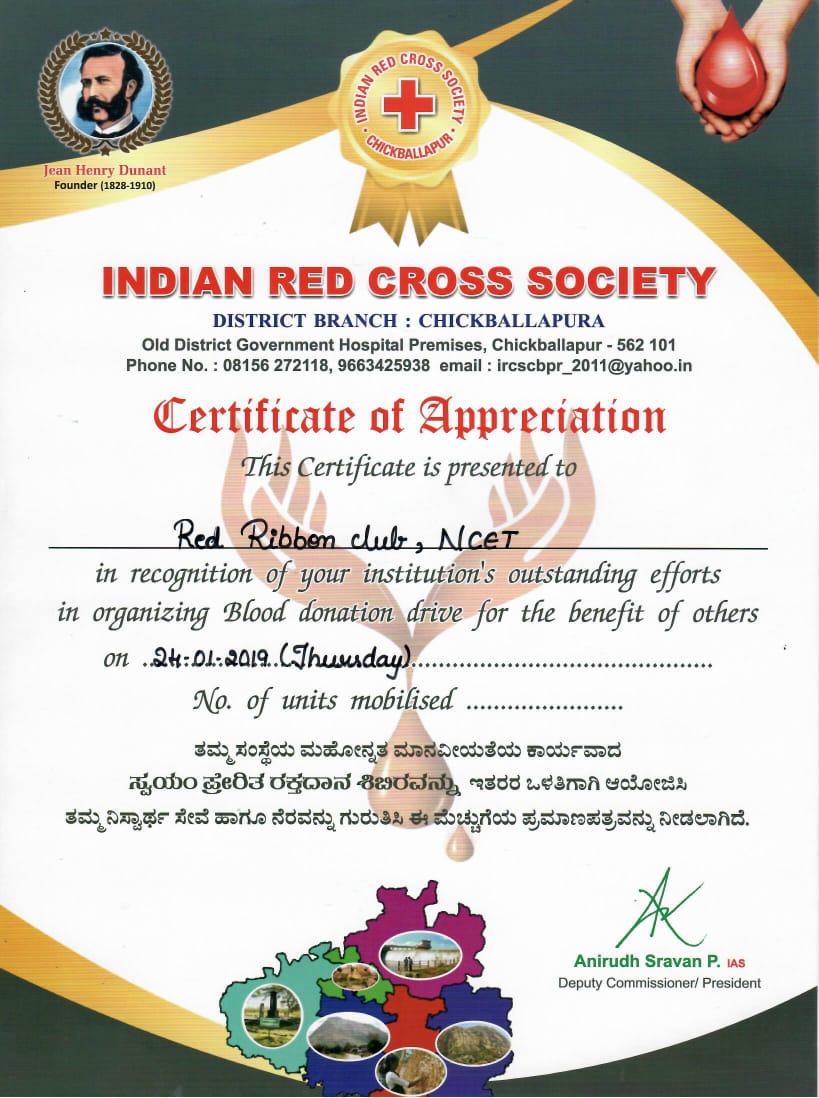 INDIAN RED CROSS SOCIETY
CHICKBALLAPUR
Jean Henry Dunant
Founder (1828-1910)
INDIAN RED CROSS SOCIETY
DISTRICT BRANCH : CHICKBALLAPURA
Old District Government Hospital Premises, Chickballapur - 562 101
Phone No. : 08156 272118, 9663425938 email : ircscbpr_2011@yahoo.in
Certificate of Appreciation
This Certificate is presented to
Red Ribbon club, NCET
in recognition of your institution's outstanding efforts
in organizing Blood donation drive for the benefit of others
on ..24-01-2019 (Thursday)..........................................
No. of units mobilised .......................
ತಮ್ಮ ಸಂಸ್ಥೆಯ ಮಹೋನ್ನತ ಮಾನವೀಯತೆಯ ಕಾರ್ಯವಾದ
ಸ್ವಯಂ ಪ್ರೇರಿತ ರಕ್ತದಾನ ಶಿಬಿರವನ್ನು ಇತರರ ಒಳತಿಗಾಗಿ ಆಯೋಜಿಸಿ
ತಮ್ಮ ನಿಸ್ವಾರ್ಥ ಸೇವೆ ಹಾಗೂ ನೆರವನ್ನು ಗುರುತಿಸಿ ಈ ಮೆಚ್ಚುಗೆಯ ಪ್ರಮಾಣಪತ್ರವನ್ನು ನೀಡಲಾಗಿದೆ.
Anirudh Sravan P. IAS
Deputy Commissioner/ President